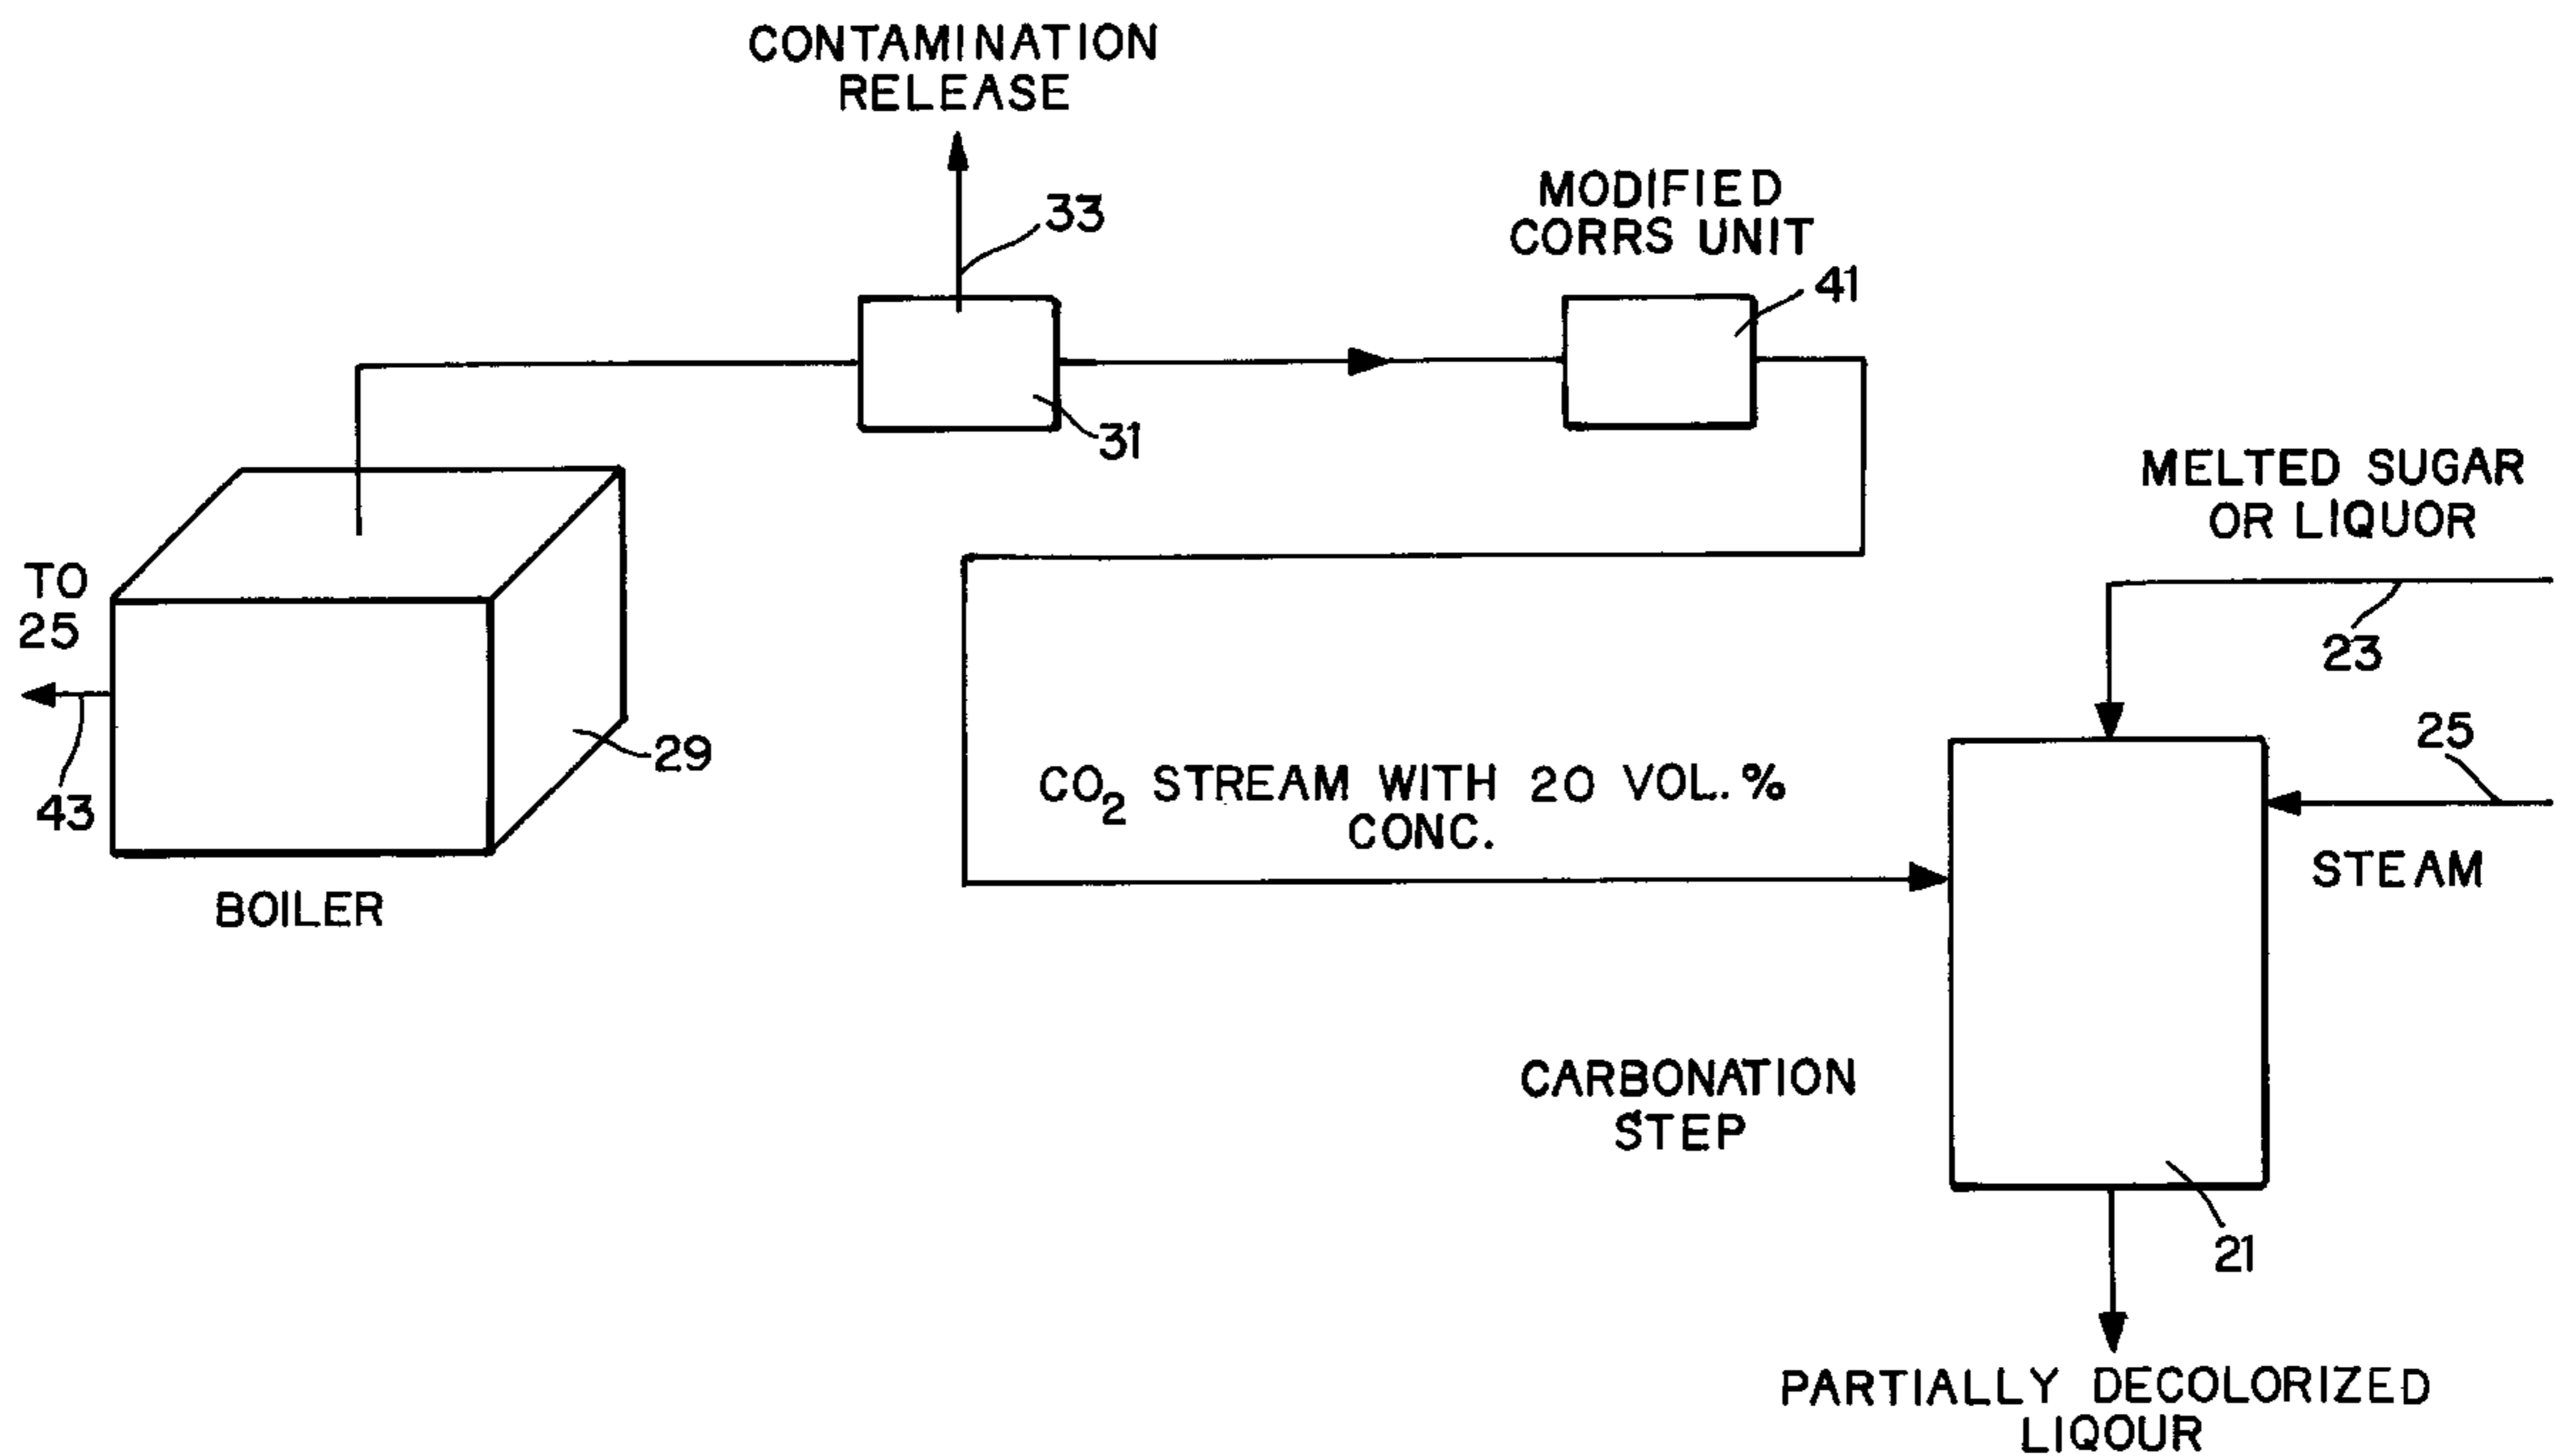 CONTAMINATION
RELEASE
33
MODIFIED
CORRS UNIT
41
31
MELTED SUGAR
OR LIQUOR
23
TO
25
43
29
BOILER
CO₂ STREAM WITH 20 VOL. %
CONC.
25
STEAM
CARBONATION
STEP
21
PARTIALLY DECOLORIZED
LIQOUR